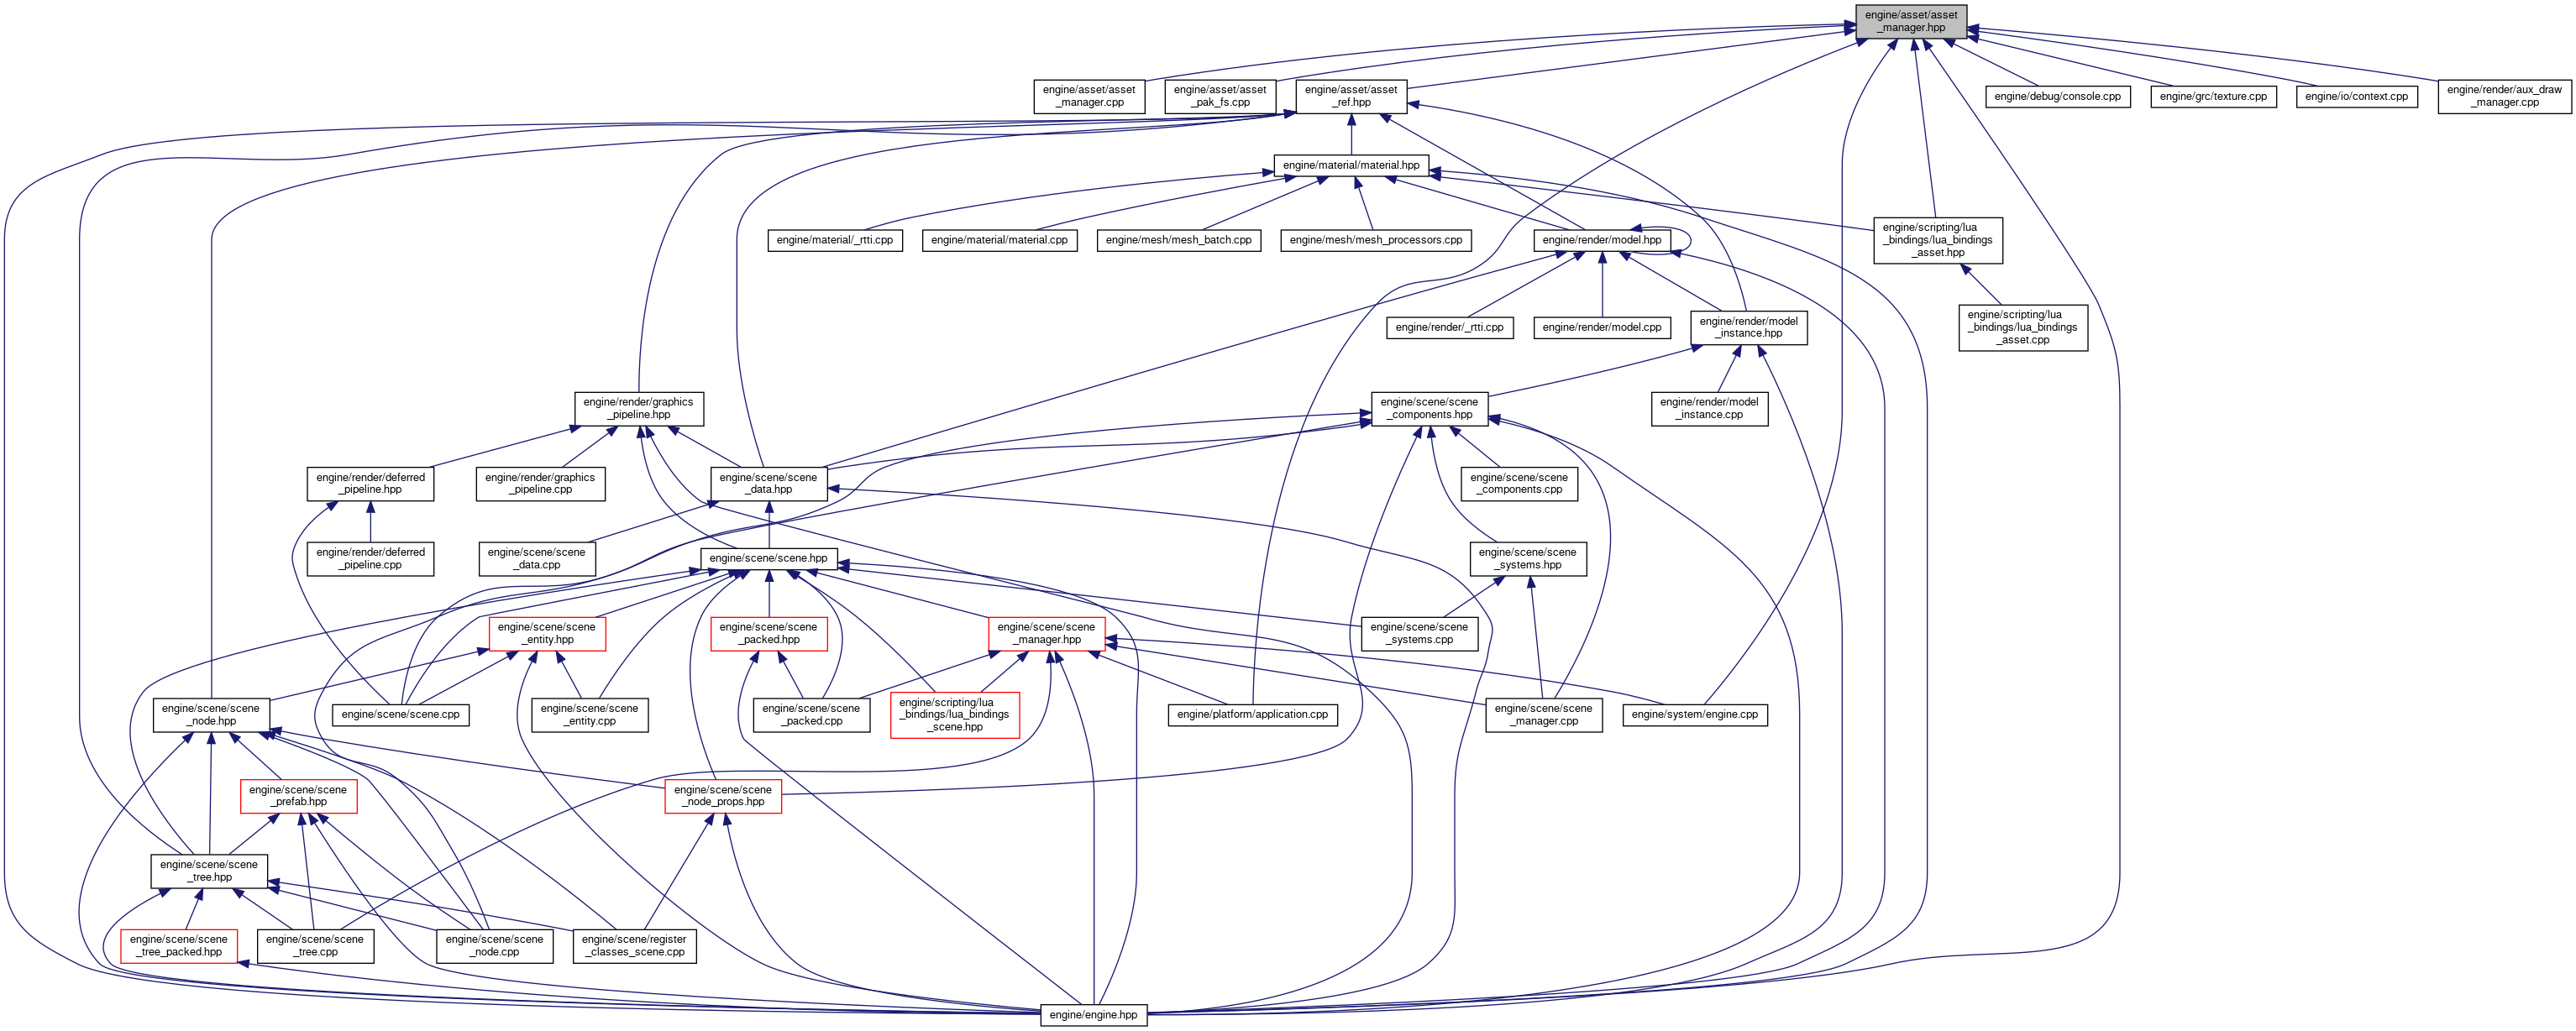 engine/asset/asset
_manager.hpp
engine/asset/asset
_manager.cpp
engine/asset/asset
_pak_fs.cpp
engine/asset/asset
_ref.hpp
engine/debug/console.cpp
engine/grc/texture.cpp
engine/io/context.cpp
engine/render/aux_draw
_manager.cpp
engine/material/material.hpp
engine/material/_rtti.cpp
engine/material/material.cpp
engine/mesh/mesh_batch.cpp
engine/mesh/mesh_processors.cpp
engine/render/model.hpp
engine/scripting/lua
_bindings/lua_bindings
_asset.hpp
engine/render/_rtti.cpp
engine/render/model.cpp
engine/render/model
_instance.hpp
engine/scripting/lua
_bindings/lua_bindings
_asset.cpp
engine/render/graphics
_pipeline.hpp
engine/scene/scene
_components.hpp
engine/render/model
_instance.cpp
engine/render/deferred
_pipeline.hpp
engine/render/graphics
_pipeline.cpp
engine/scene/scene
_data.hpp
engine/scene/scene
_components.cpp
engine/render/deferred
_pipeline.cpp
engine/scene/scene
_data.cpp
engine/scene/scene.hpp
engine/scene/scene
_systems.hpp
engine/scene/scene
_entity.hpp
engine/scene/scene
_packed.hpp
engine/scene/scene
_manager.hpp
engine/scene/scene
_systems.cpp
engine/scene/scene
_node.hpp
engine/scene/scene.cpp
engine/scene/scene
_entity.cpp
engine/scene/scene
_packed.cpp
engine/scripting/lua
_bindings/lua_bindings
_scene.hpp
engine/platform/application.cpp
engine/scene/scene
_manager.cpp
engine/system/engine.cpp
engine/scene/scene
_prefab.hpp
engine/scene/scene
_node_props.hpp
engine/scene/scene
_tree.hpp
engine/scene/scene
_tree_packed.hpp
engine/scene/scene
_tree.cpp
engine/scene/scene
_node.cpp
engine/scene/register
_classes_scene.cpp
engine/engine.hpp